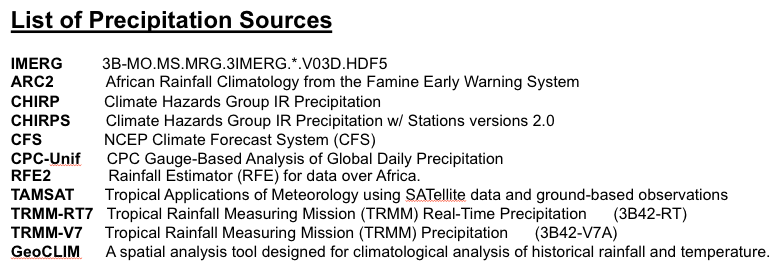 List of Precipitation Sources
IMERG 3B-MO.MS.MRG.3IMERG.*.V03D.HDF5
ARC2 African Rainfall Climatology from the Famine Early Warning System
CHIRP Climate Hazards Group IR Precipitation
CHIRPS Climate Hazards Group IR Precipitation w/ Stations versions 2.0
CFS NCEP Climate Forecast System (CFS)
CPC-Unif CPC Gauge-Based Analysis of Global Daily Precipitation
RFE2 Rainfall Estimator (RFE) for data over Africa.
TAMSAT Tropical Applications of Meteorology using SATellite data and ground-based observations
TRMM-RT7 Tropical Rainfall Measuring Mission (TRMM) Real-Time Precipitation (3B42-RT)
TRMM-V7 Tropical Rainfall Measuring Mission (TRMM) Precipitation (3B42-V7A)
GeoCLIM A spatial analysis tool designed for climatological analysis of historical rainfall and temperature.